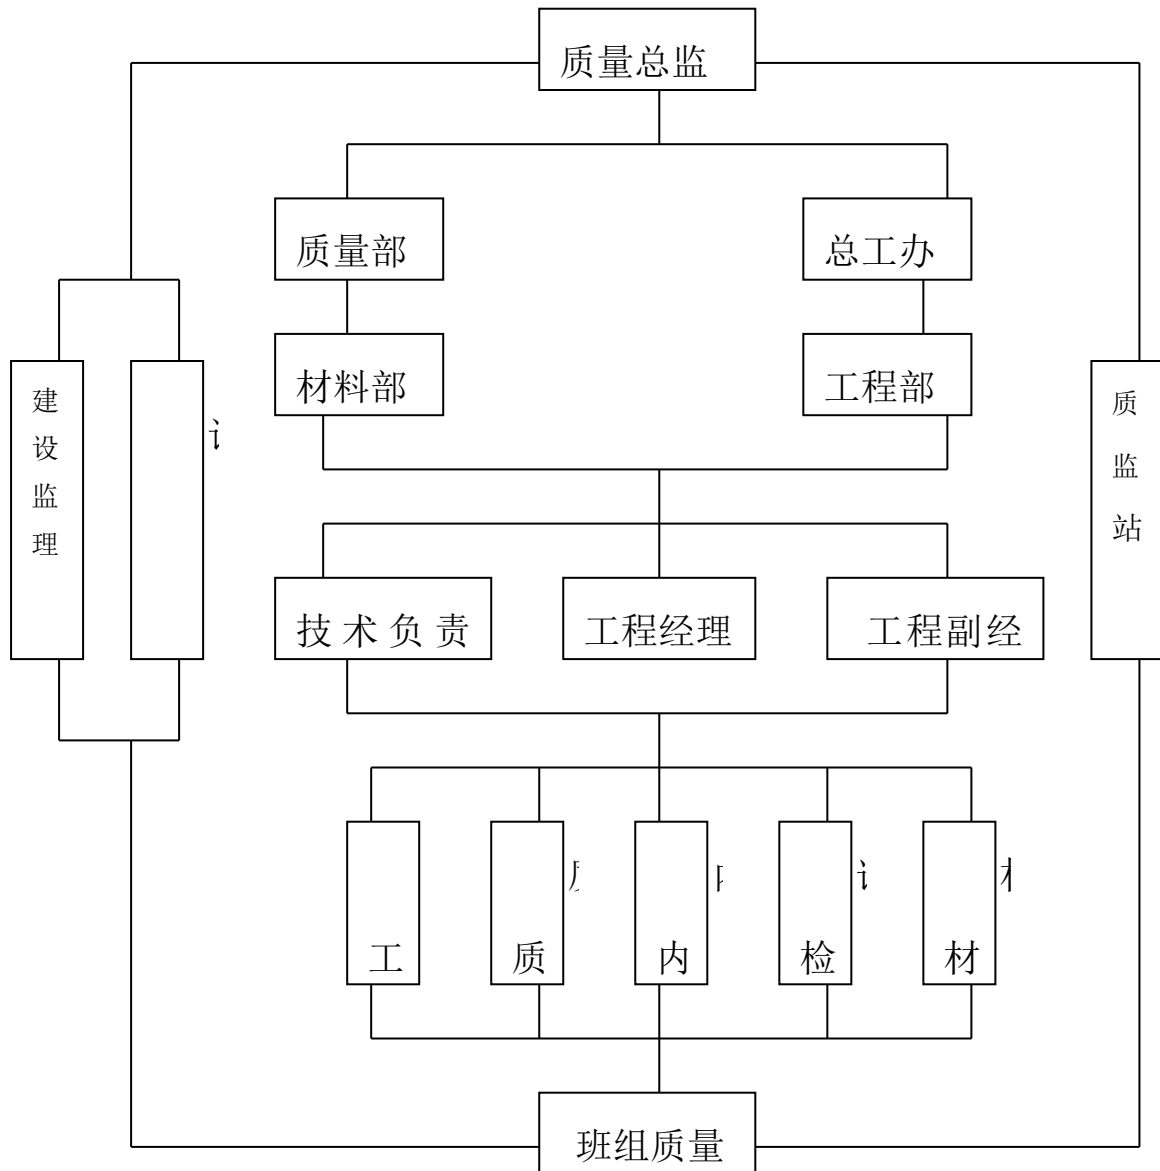 质量总监
质量部
总工办
材料部
工程部
建设监理
质监站
技术负责
工程经理
工程副经
工
质
内
检
材
班组质量